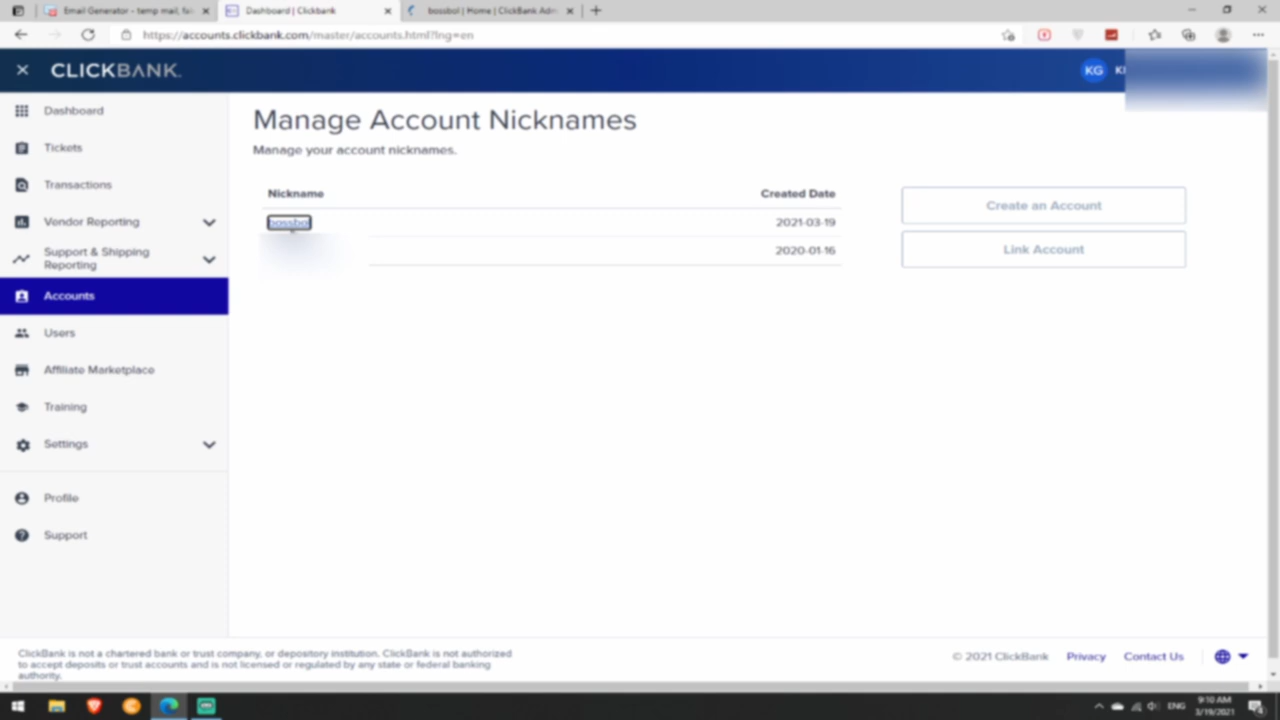 Email Generator - temp mail, fak
Dashboard | Clickbank
bossbol | Home | ClickBank Adm
https://accounts.clickbank.com/master/accounts.html?lng=en
CLICKBANK.
KG
Dashboard
Tickets
Transactions
Vendor Reporting
Support & Shipping
Reporting
Accounts
Users
Affiliate Marketplace
Training
Settings
Profile
Support
Manage Account Nicknames
Manage your account nicknames.
Nickname
Created Date
bossbol
2021-03-19
2020-01-16
Create an Account
Link Account
ClickBank is not a chartered bank or trust company, or depository institution. ClickBank is not authorized
to accept deposits or trust accounts and is not licensed or regulated by any state or federal banking
authority.
© 2021 ClickBank
Privacy
Contact Us
ENG
9:10 AM
3/19/2021